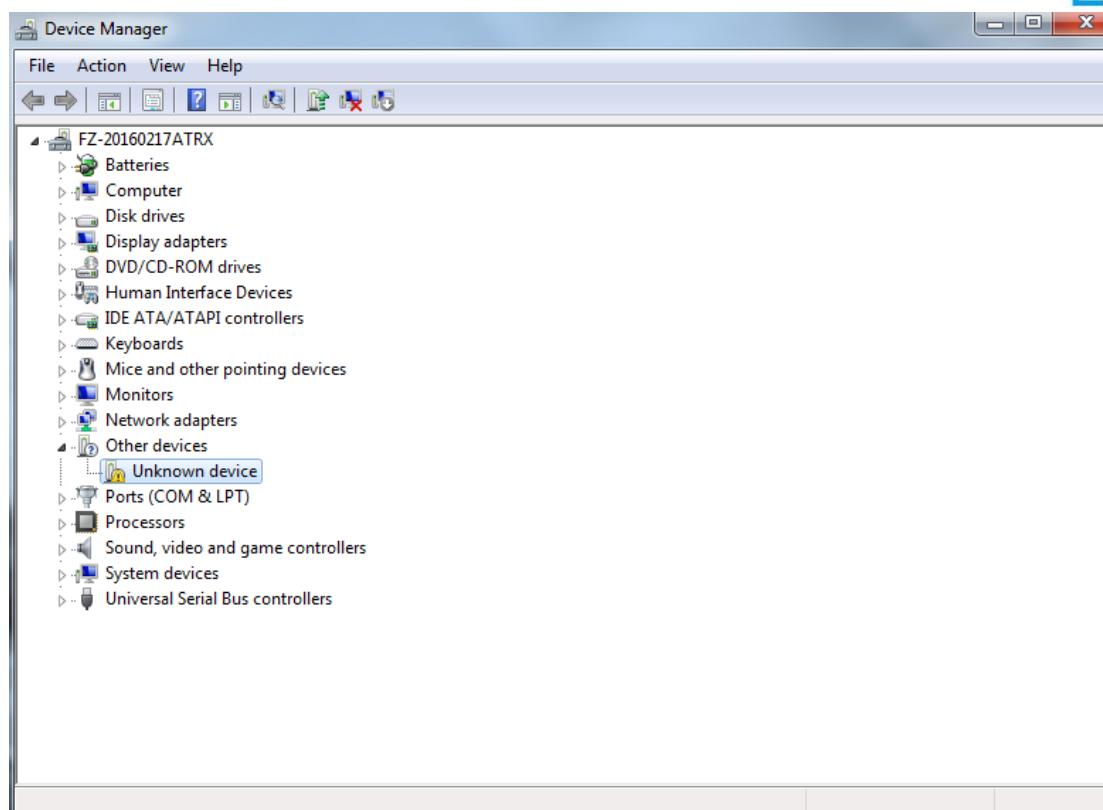 Device Manager
File Action View Help
FZ-20160217ATRX
Batteries
Computer
Disk drives
Display adapters
DVD/CD-ROM drives
Human Interface Devices
IDE ATA/ATAPI controllers
Keyboards
Mice and other pointing devices
Monitors
Network adapters
Other devices
Unknown device
Ports (COM & LPT)
Processors
Sound, video and game controllers
System devices
Universal Serial Bus controllers